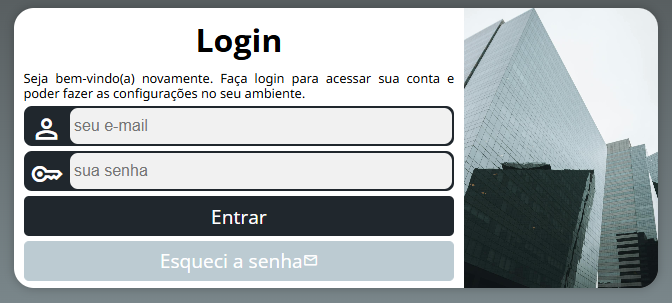 Login
Seja bem-vindo(a) novamente. Faça login para acessar sua conta e
poder fazer as configurações no seu ambiente.
seu e-mail
sua senha
Entrar
Esqueci a senha